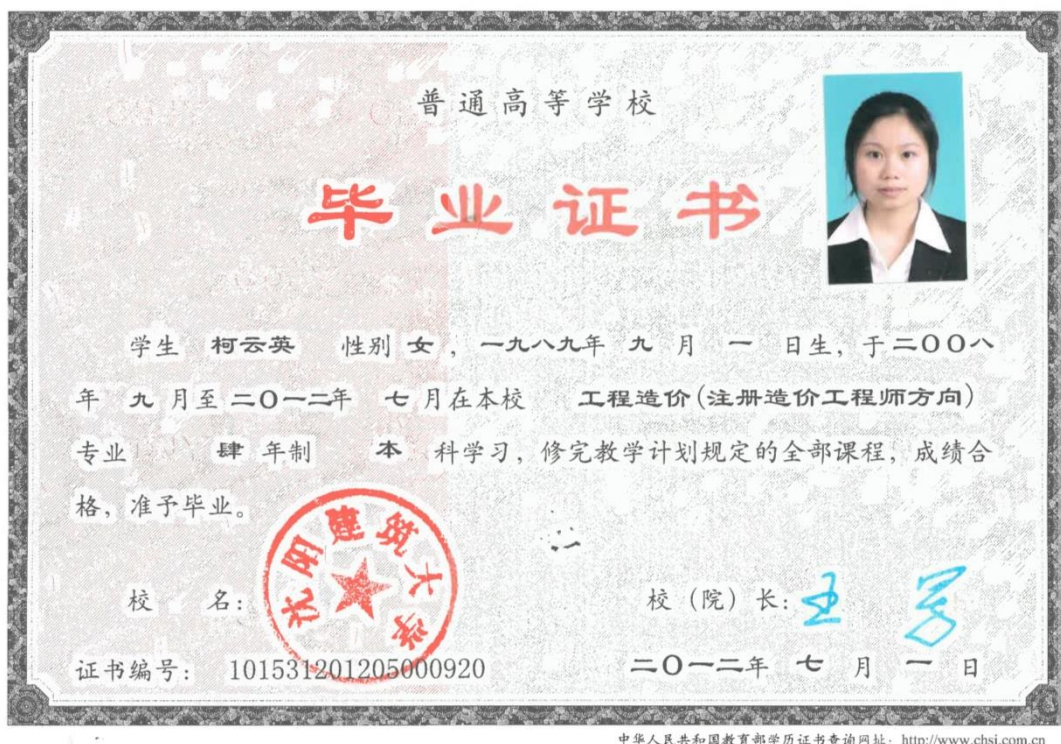 普通高等学校
毕业证书
学生 柯云英 性别 女，一九八九年 九 月 一 日生，于二〇〇八
年 九 月至 二〇一二年 七 月在本校 工程造价(注册造价工程师方向)
专业 肆 年制 本 科学习，修完教学计划规定的全部课程，成绩合
格，准予毕业。
沈阳建筑大学
校 名： 校（院）长：
证书编号： 101531201205000920 二〇一二年 七 月 一 日
中华人民共和国教育部学历证书查询网址：http://www.chsi.com.cn